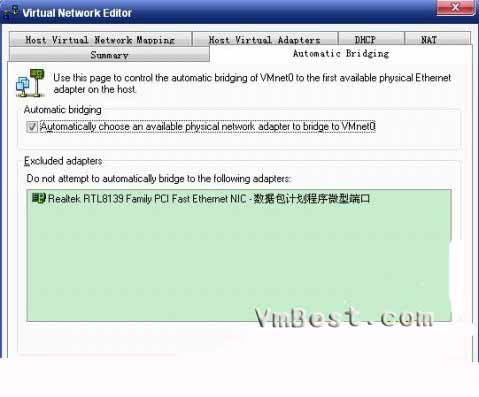 Virtual Network Editor
Host Virtual Network Mapping
Host Virtual Adapters
DHCP
NAT
Summary
Automatic Bridging
Use this page to control the automatic bridging of VMnet0 to the first available physical Ethernet
adapter on the host.
Automatic bridging
Automatically choose an available physical network adapter to bridge to VMnet0
Excluded adapters
Do not attempt to automatically bridge to the following adapters:
Realtek RTL8139 Family PCI Fast Ethernet NIC - 数据包计划程序微型端口
VmBest.com